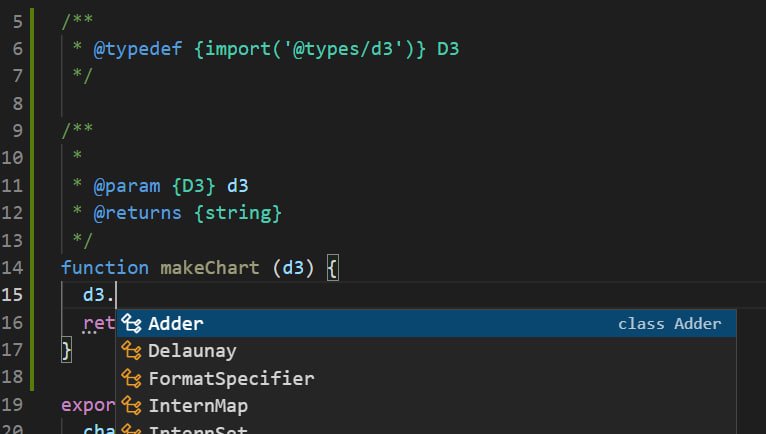 5 /**
6 * @typedef {import('@types/d3')} D3
7 */
8
9 /**
10 *
11 * @param {D3} d3
12 * @returns {string}
13 */
14 function makeChart (d3) {
15 d3.
16 ret
Adder class Adder
17 }
Delaunay
18
FormatSpecifier
19 expor
InternMap
20 cha
InternSet